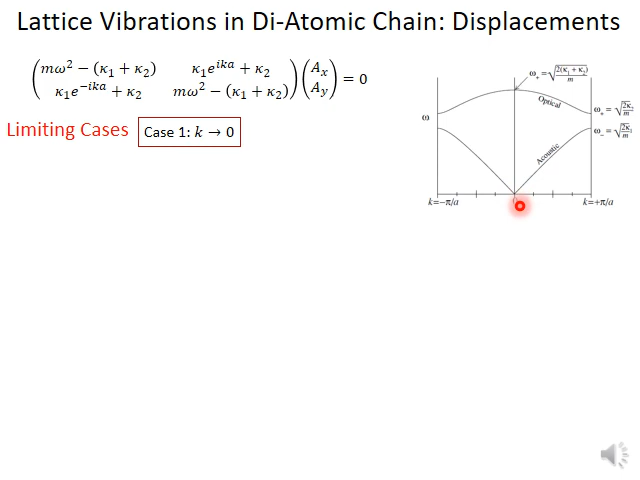 Lattice Vibrations in Di-Atomic Chain: Displacements
(mω² − (κ₁ + κ₂) κ₁e^{ika} + κ₂) (A_x) = 0
(κ₁e^{−ika} + κ₂ mω² − (κ₁ + κ₂)) (A_y)
Limiting Cases
Case 1: k → 0
ω₊ = √(2(κ₁ + κ₂)/m)
Optical
ω₊ = √(2κ₂/m)
ω
ω₋ = √(2κ₁/m)
Acoustic
k=−π/a
k=+π/a